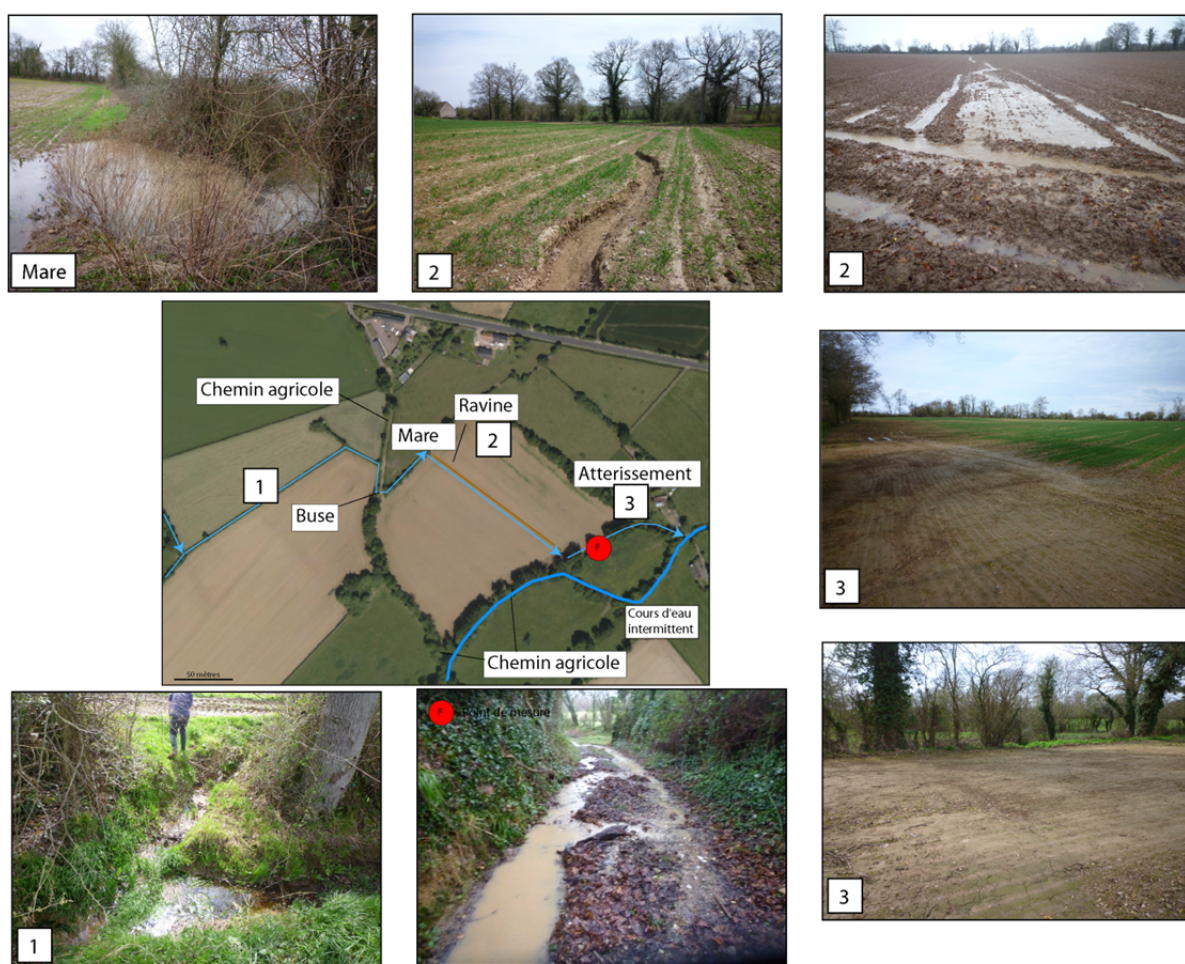 Mare
2
2
Chemin agricole
Ravine
Mare
2
1
Atterissement
3
Buse
F
Cours d'eau
intermittent
Chemin agricole
50 mètres
3
1
F Point de mesure
3